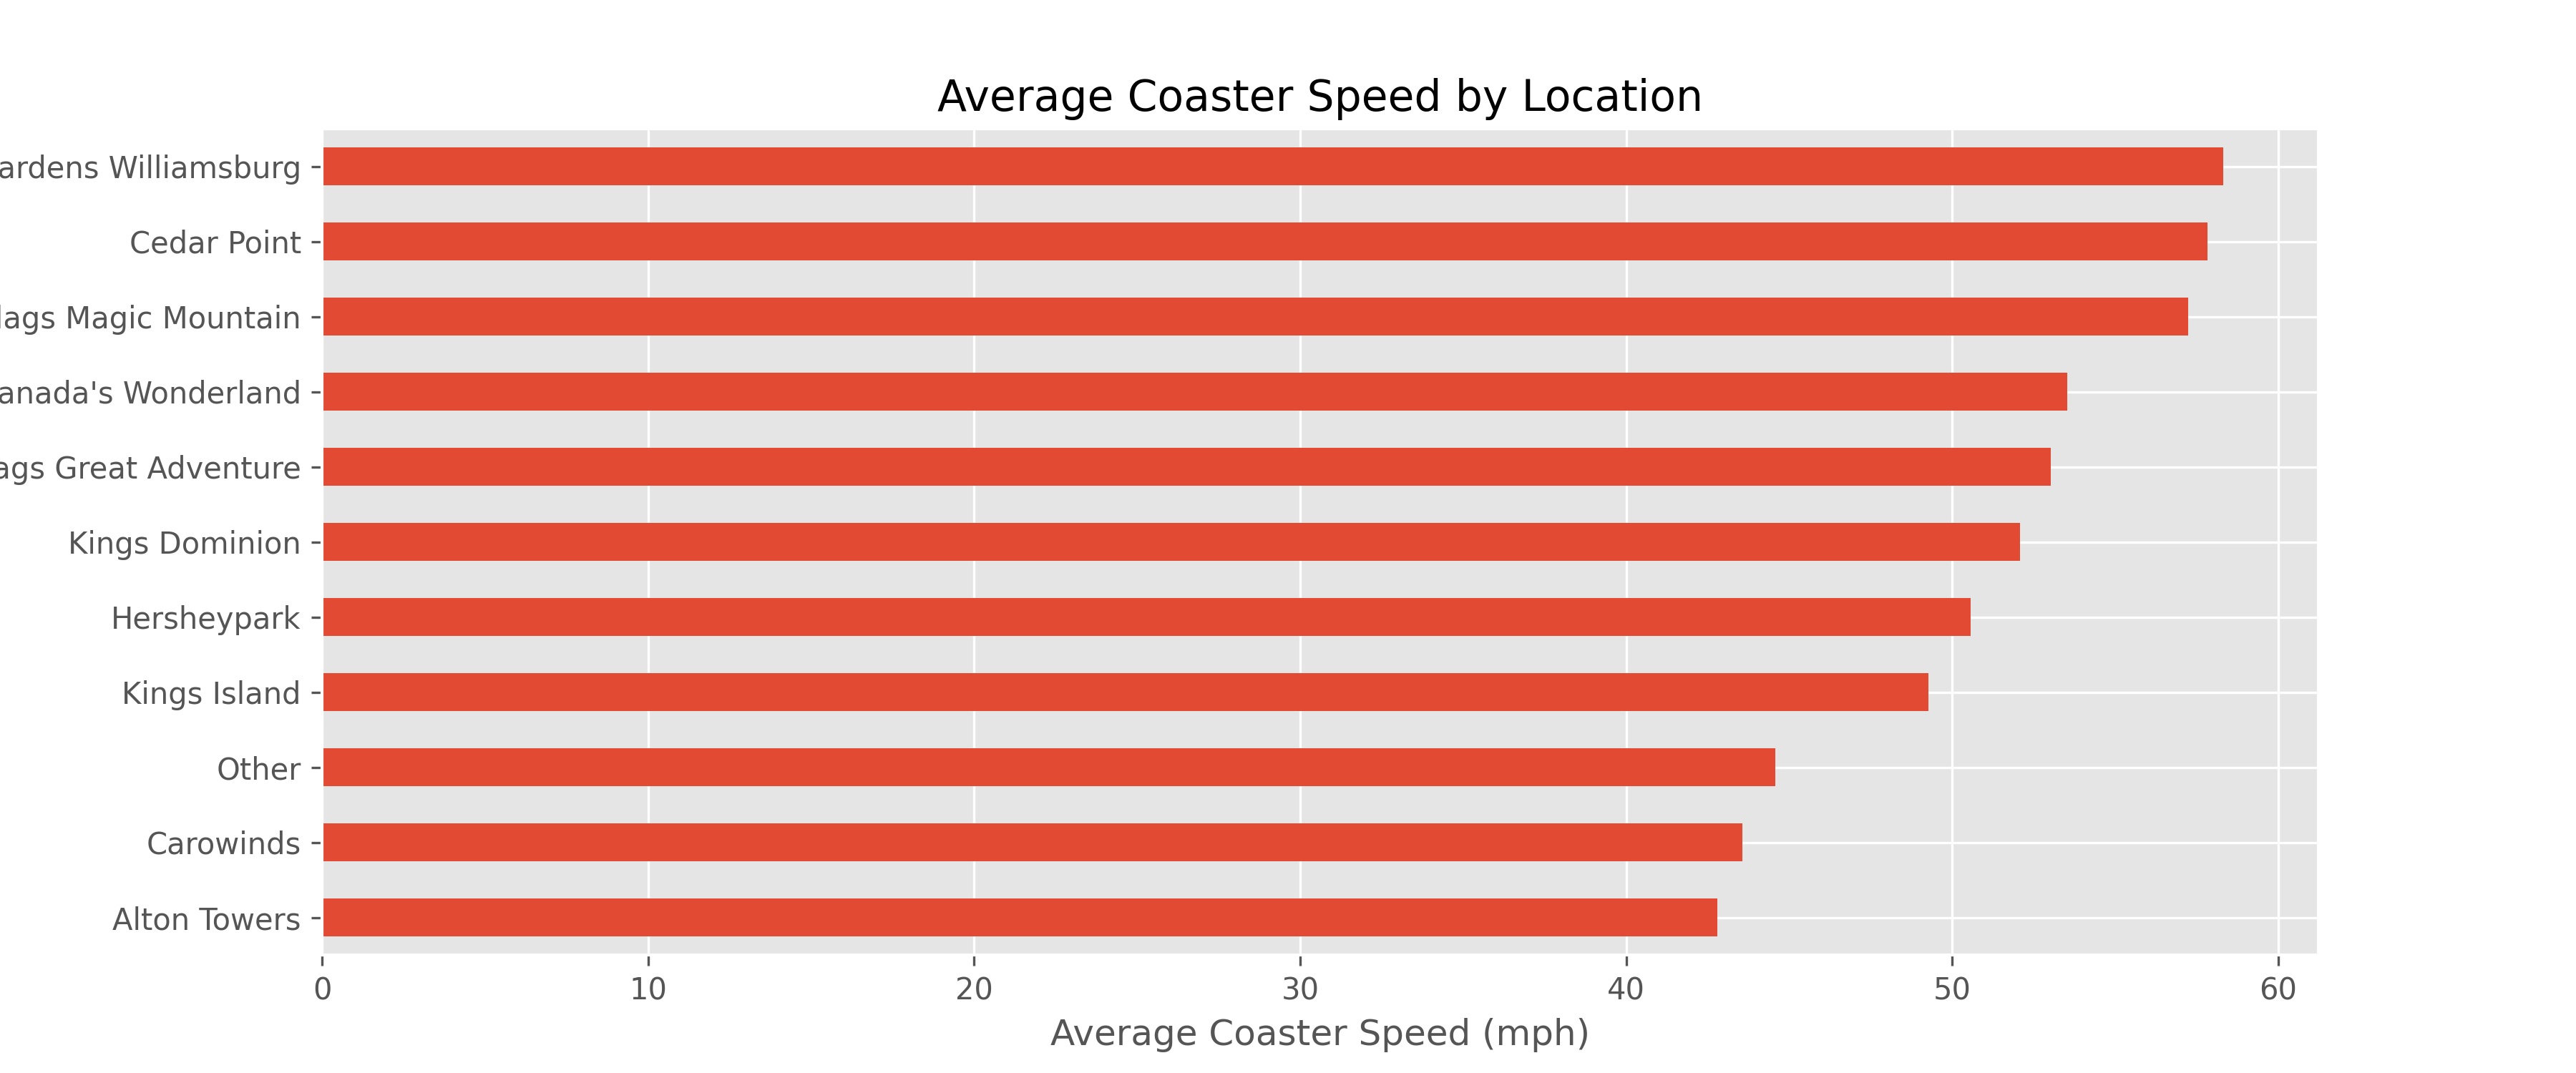 Average Coaster Speed by Location
ardens Williamsburg
Cedar Point
lags Magic Mountain
anada's Wonderland
ags Great Adventure
Kings Dominion
Hersheypark
Kings Island
Other
Carowinds
Alton Towers
0 10 20 30 40 50 60
Average Coaster Speed (mph)